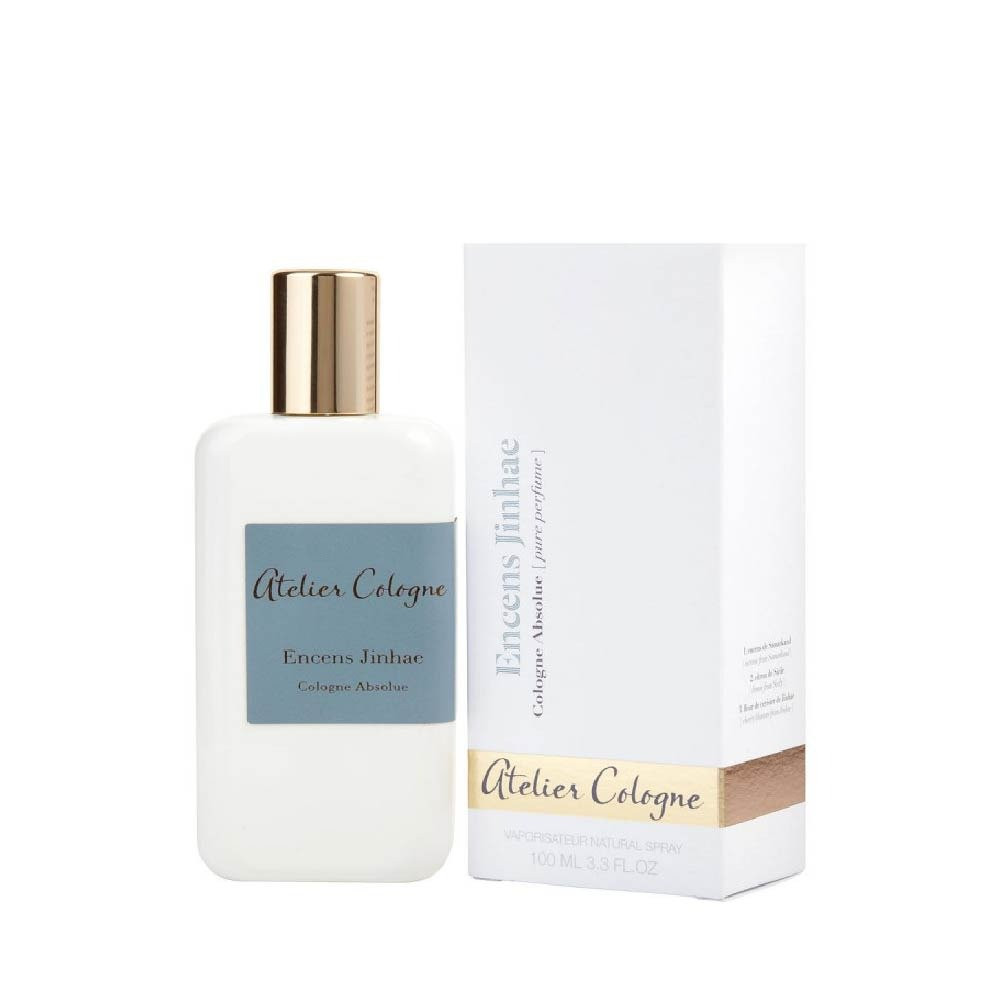 Atelier Cologne
Encens Jinhae
Cologne Absolue
Encens Jinhae
Cologne Absolue [ pure perfume ]
Atelier Cologne
VAPORISATEUR NATURAL SPRAY
100 ML 3.3 FL.OZ